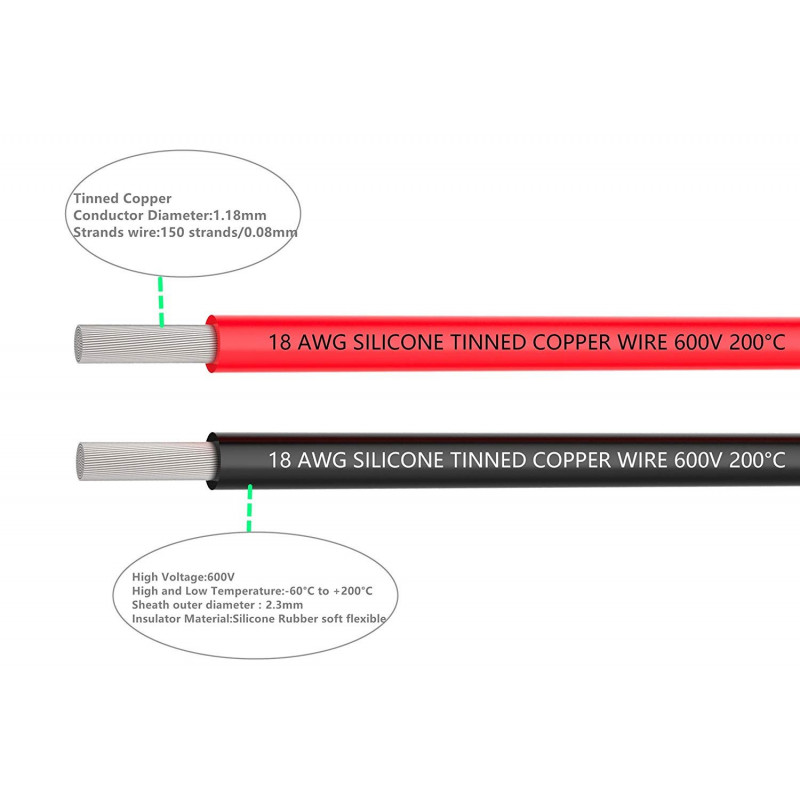 Tinned Copper
Conductor Diameter:1.18mm
Strands wire:150 strands/0.08mm
18 AWG SILICONE TINNED COPPER WIRE 600V 200°C
18 AWG SILICONE TINNED COPPER WIRE 600V 200°C
High Voltage:600V
High and Low Temperature:-60°C to +200°C
Sheath outer diameter : 2.3mm
Insulator Material:Silicone Rubber soft flexible